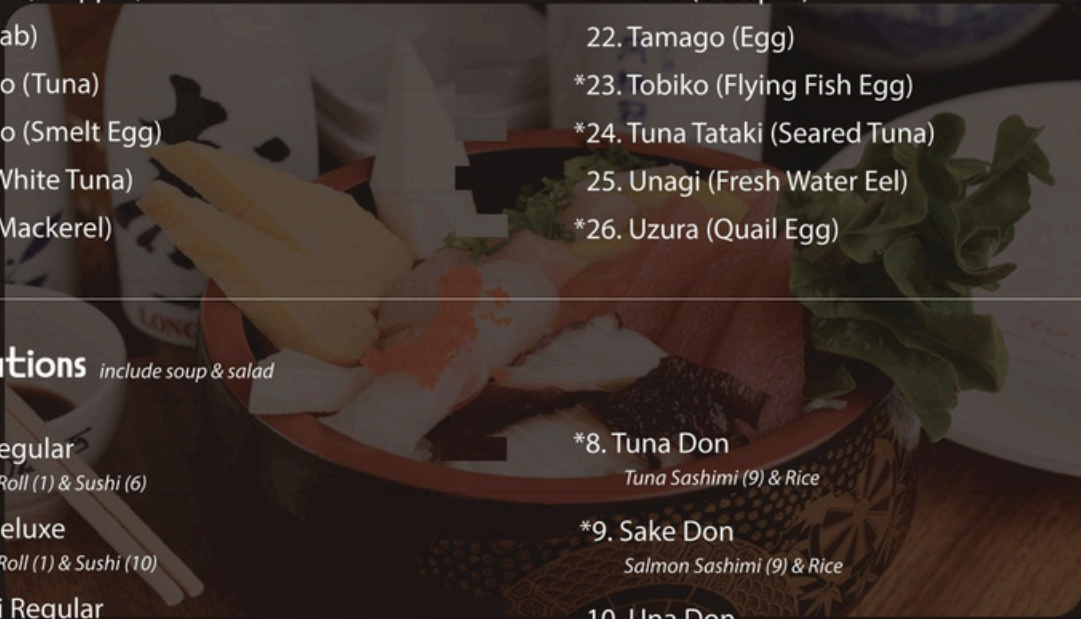 ab)
o (Tuna)
o (Smelt Egg)
White Tuna)
Mackerel)
22. Tamago (Egg)
*23. Tobiko (Flying Fish Egg)
*24. Tuna Tataki (Seared Tuna)
25. Unagi (Fresh Water Eel)
*26. Uzura (Quail Egg)
ations include soup & salad
egular
Roll (1) & Sushi (6)
eluxe
Roll (1) & Sushi (10)
i Regular
*8. Tuna Don
Tuna Sashimi (9) & Rice
*9. Sake Don
Salmon Sashimi (9) & Rice
10. Una Don